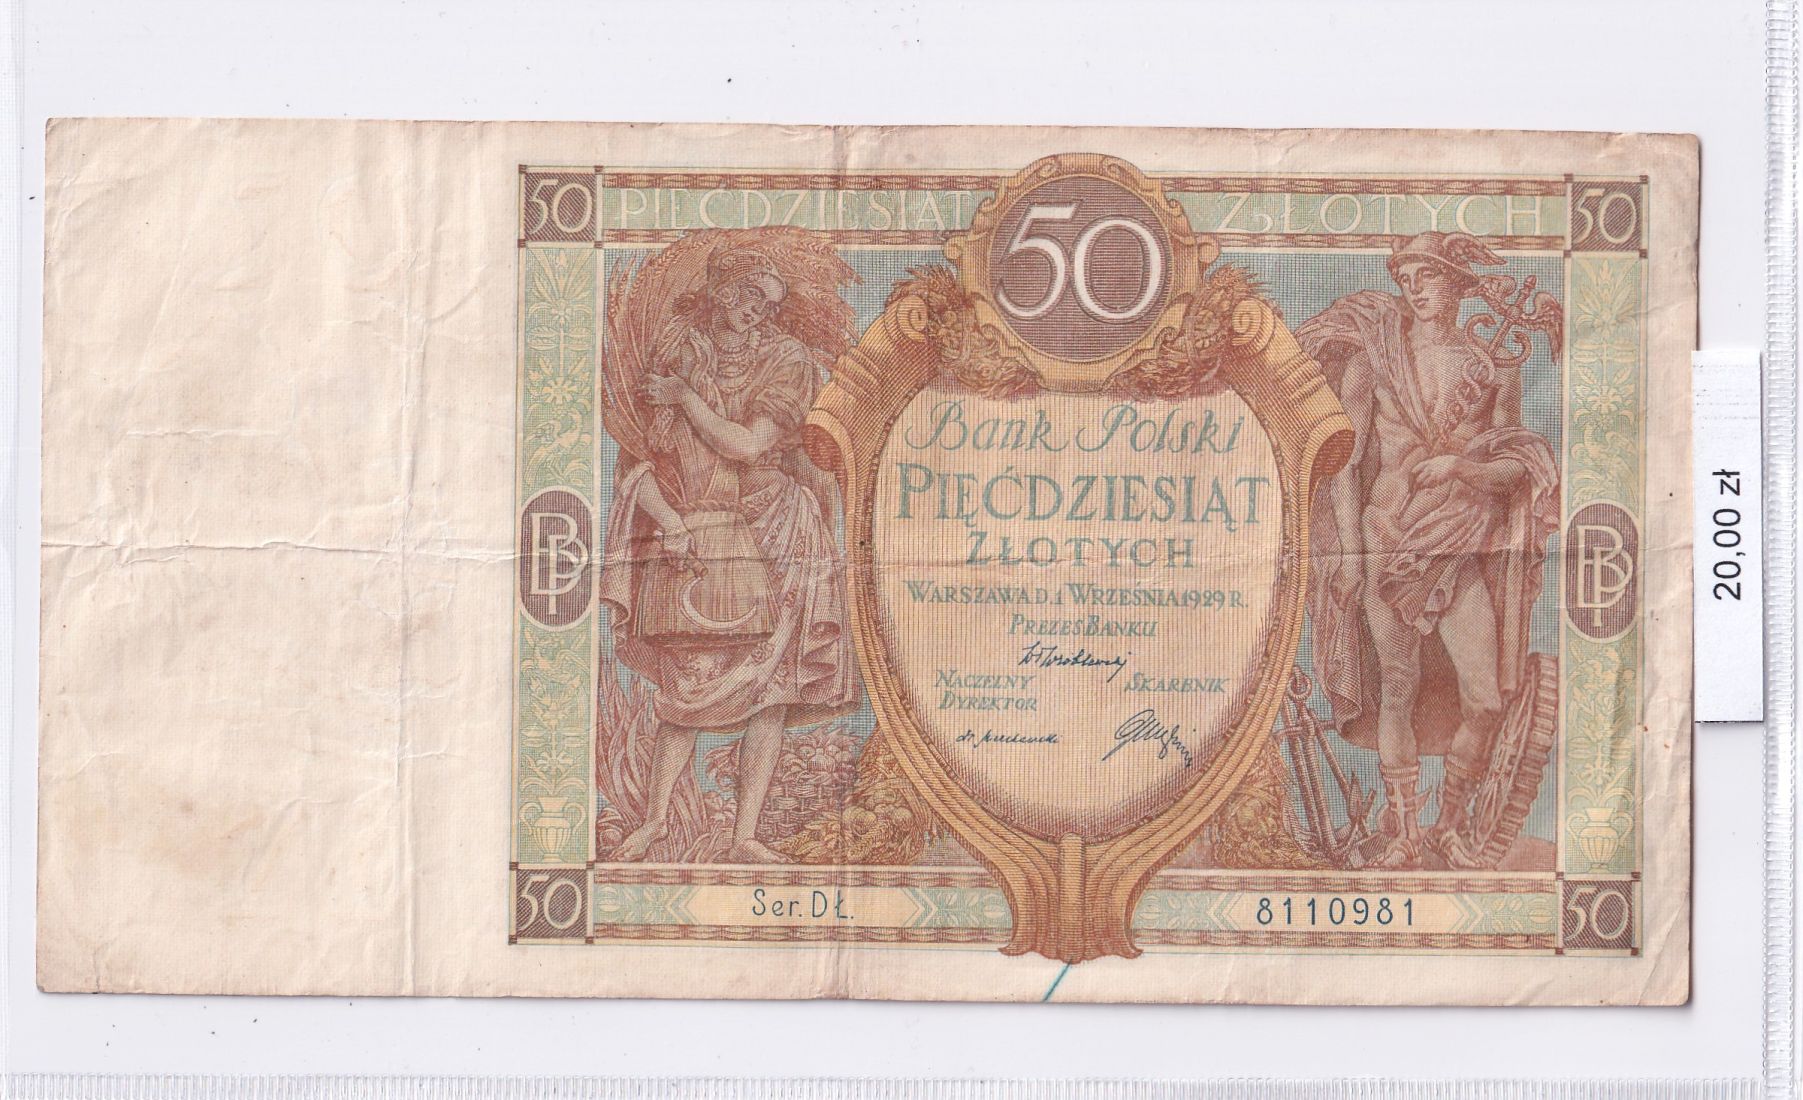 50 PIĘĆDZIESIĄT 50 ZŁOTYCH 50
Bank Polski
PIĘĆDZIESIĄT
ZŁOTYCH
WARSZAWA D. 1 WRZEŚNIA 1929 R.
PREZES BANKU
NACZELNY SKARBNIK
DYREKTOR
BP BP
50 Ser. DŁ. 8110981 50
20,00 zł